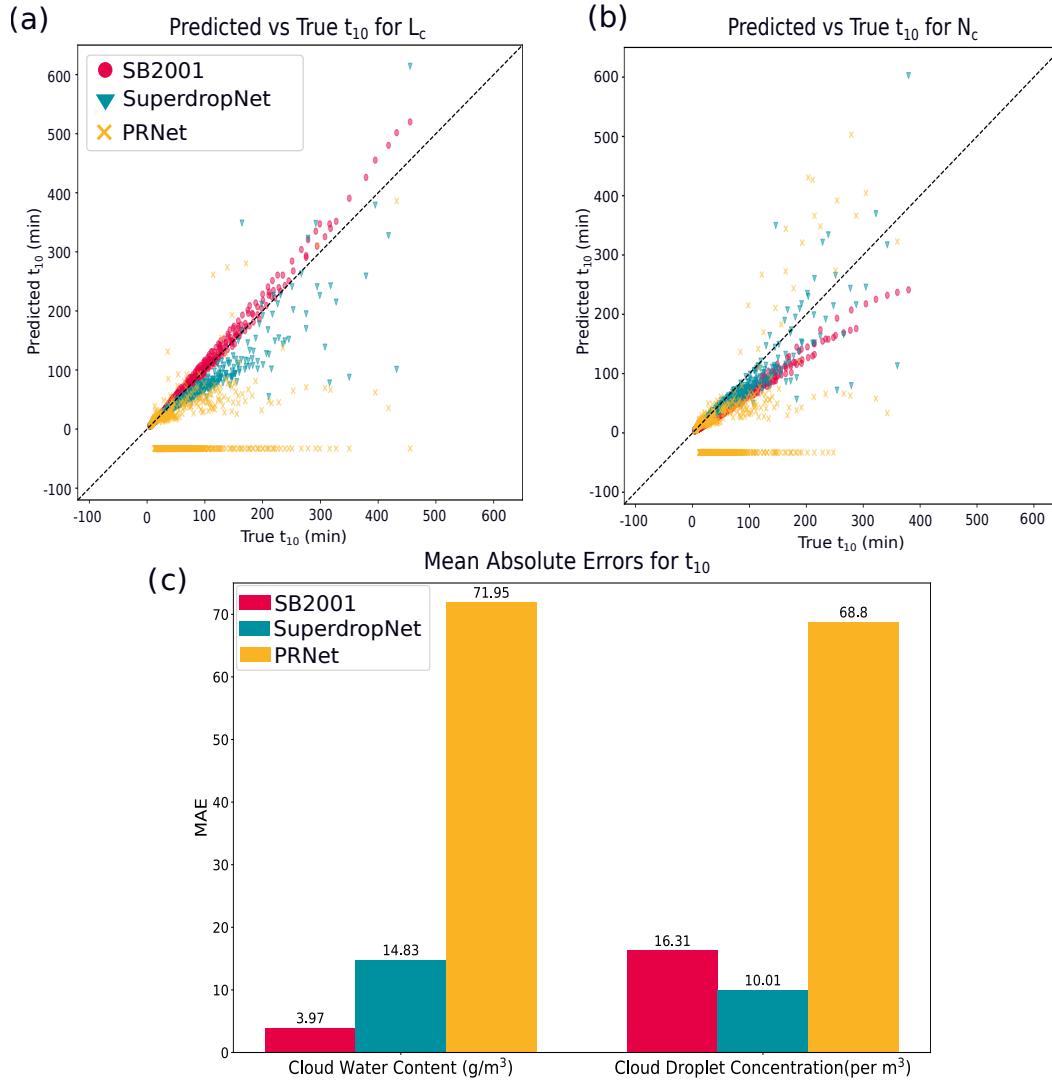 (a)
Predicted vs True t₁₀ for L_c
600
500
400
300
200
100
0
-100
Predicted t₁₀ (min)
SB2001
SuperdropNet
PRNet
-100 0 100 200 300 400 500 600
True t₁₀ (min)
(b)
Predicted vs True t₁₀ for N_c
600
500
400
300
200
100
0
-100
Predicted t₁₀ (min)
-100 0 100 200 300 400 500 600
True t₁₀ (min)
(c)
Mean Absolute Errors for t₁₀
70
60
50
40
30
20
10
0
MAE
SB2001
SuperdropNet
PRNet
3.97
14.83
71.95
16.31
10.01
68.8
Cloud Water Content (g/m³)
Cloud Droplet Concentration(per m³)